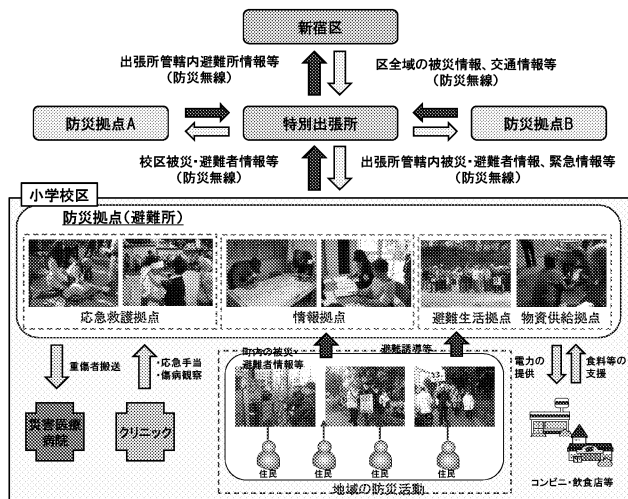 新宿区
出張所管轄内避難所情報等
(防災無線)
区全域の被災情報、交通情報等
(防災無線)
防災拠点A
特別出張所
防災拠点B
校区被災・避難者情報等
(防災無線)
出張所管轄内被災・避難者情報、緊急情報等
(防災無線)
小学校区
防災拠点(避難所)
応急救護拠点
情報拠点
避難生活拠点
物資供給拠点
重傷者搬送
・応急手当
・傷病観察
町内の被災・
避難者情報等
避難誘導等
電力の
提供
食料等の
支援
災害医療
病院
クリニック
住民
住民
住民
住民
地域の防災活動
コンビニ・飲食店等